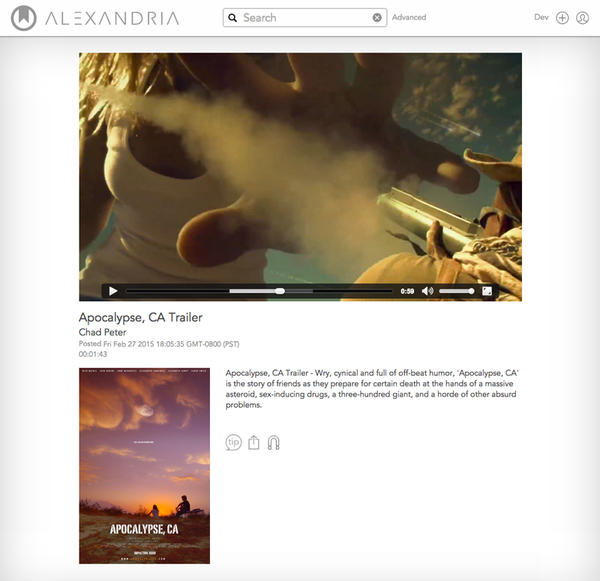 ALEXANDRIA
Search
Advanced
Dev
0:59
Apocalypse, CA Trailer
Chad Peter
Posted Fri Feb 27 2015 18:05:35 GMT-0800 (PST)
00:01:43
Apocalypse, CA Trailer - Wry, cynical and full of off-beat humor, 'Apocalypse, CA'
is the story of friends as they prepare for certain death at the hands of a massive
asteroid, sex-inducing drugs, a three-hundred giant, and a horde of other absurd
problems.
tip
APOCALYPSE, CA